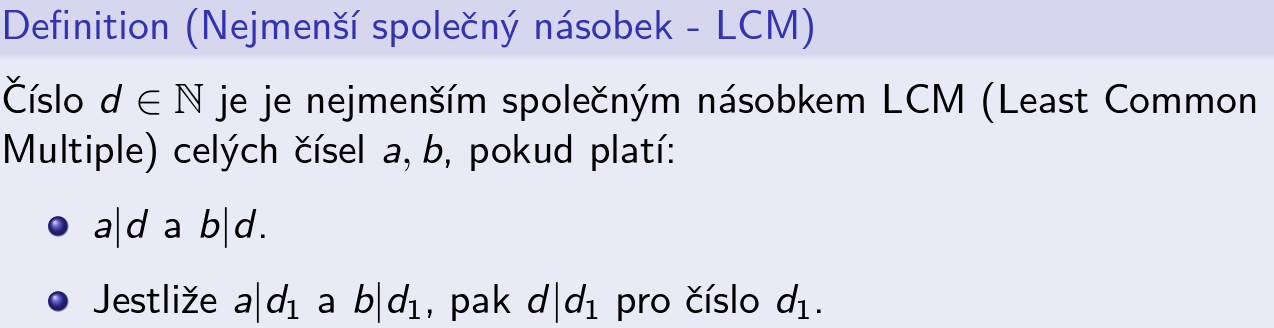 Definition (Nejmenší společný násobek - LCM)
Číslo d ∈ ℕ je je nejmenším společným násobkem LCM (Least Common
Multiple) celých čísel a, b, pokud platí:
a|d a b|d.
Jestliže a|d₁ a b|d₁, pak d|d₁ pro číslo d₁.